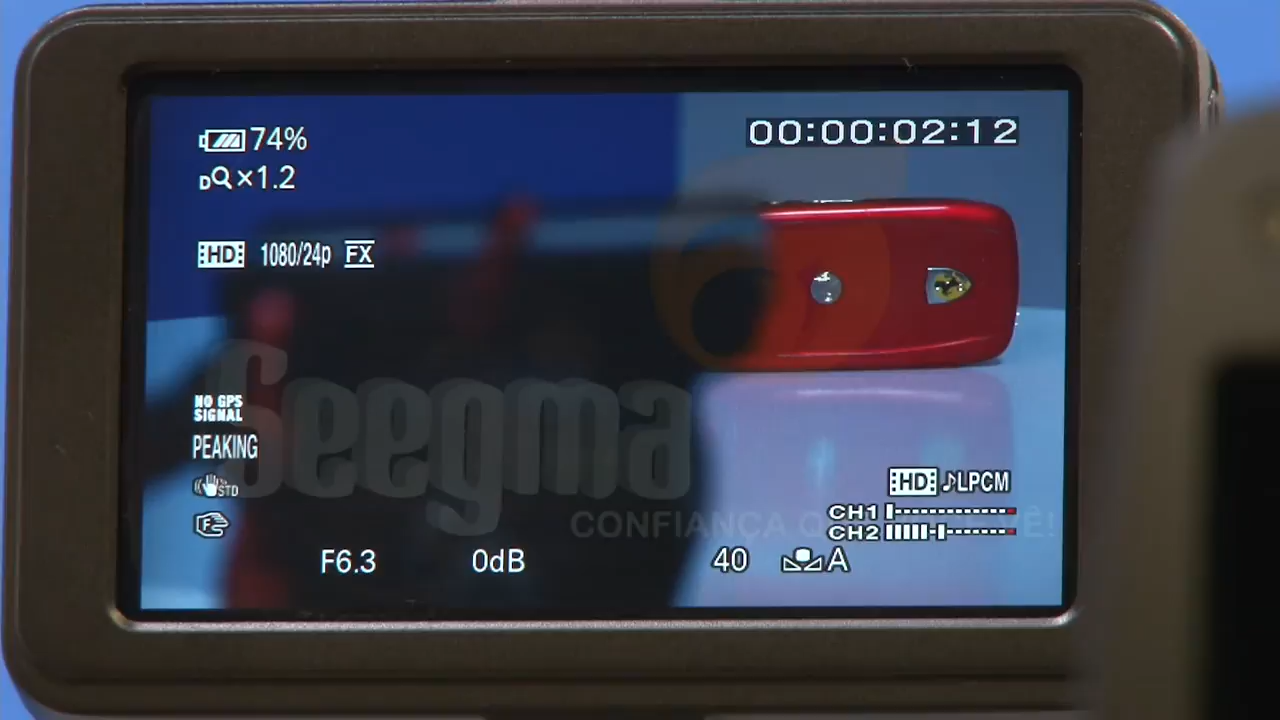 74%
00:00:02:12
D ×1.2
HD 1080/24p FX
Seegma
NO GPS
SIGNAL
PEAKING
STD
HD ♪LPCM
CH1
CONFIANÇA Q VÊ!
CH2
F
F6.3 0dB 40 A